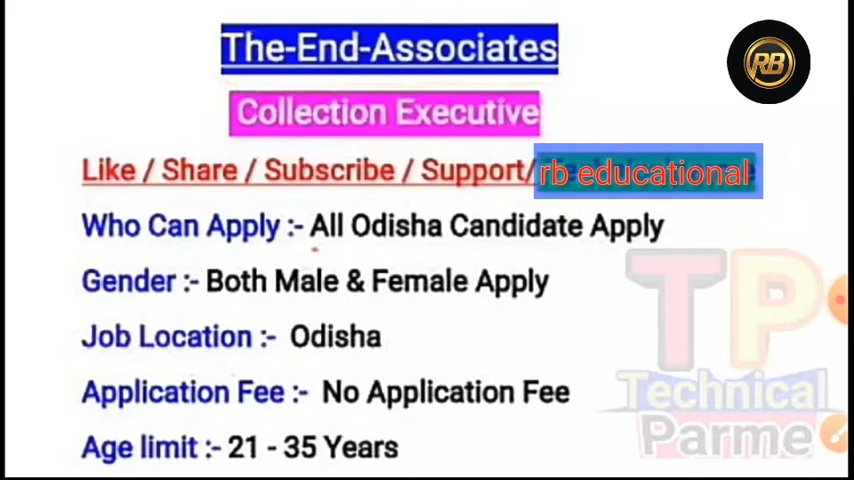 The-End-Associates
RB
Collection Executive
Like / Share / Subscribe / Support/ rb educational
Who Can Apply :- All Odisha Candidate Apply
Gender :- Both Male & Female Apply
Job Location :- Odisha
Application Fee :- No Application Fee
Age limit :- 21 - 35 Years
TP
Technical
Parme